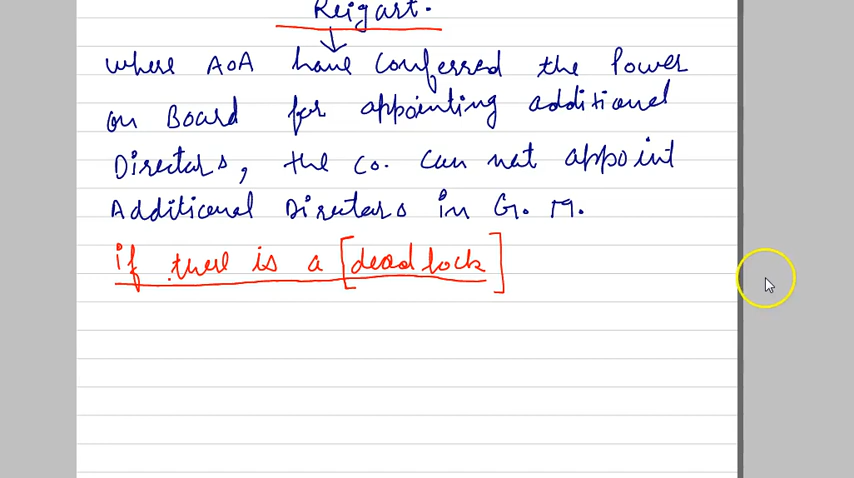 Reigart.
where AOA have conferred the Power
on Board for appointing additional
Directors, the co. can not appoint
Additional Directors in G. M.
if there is a [deadlock]